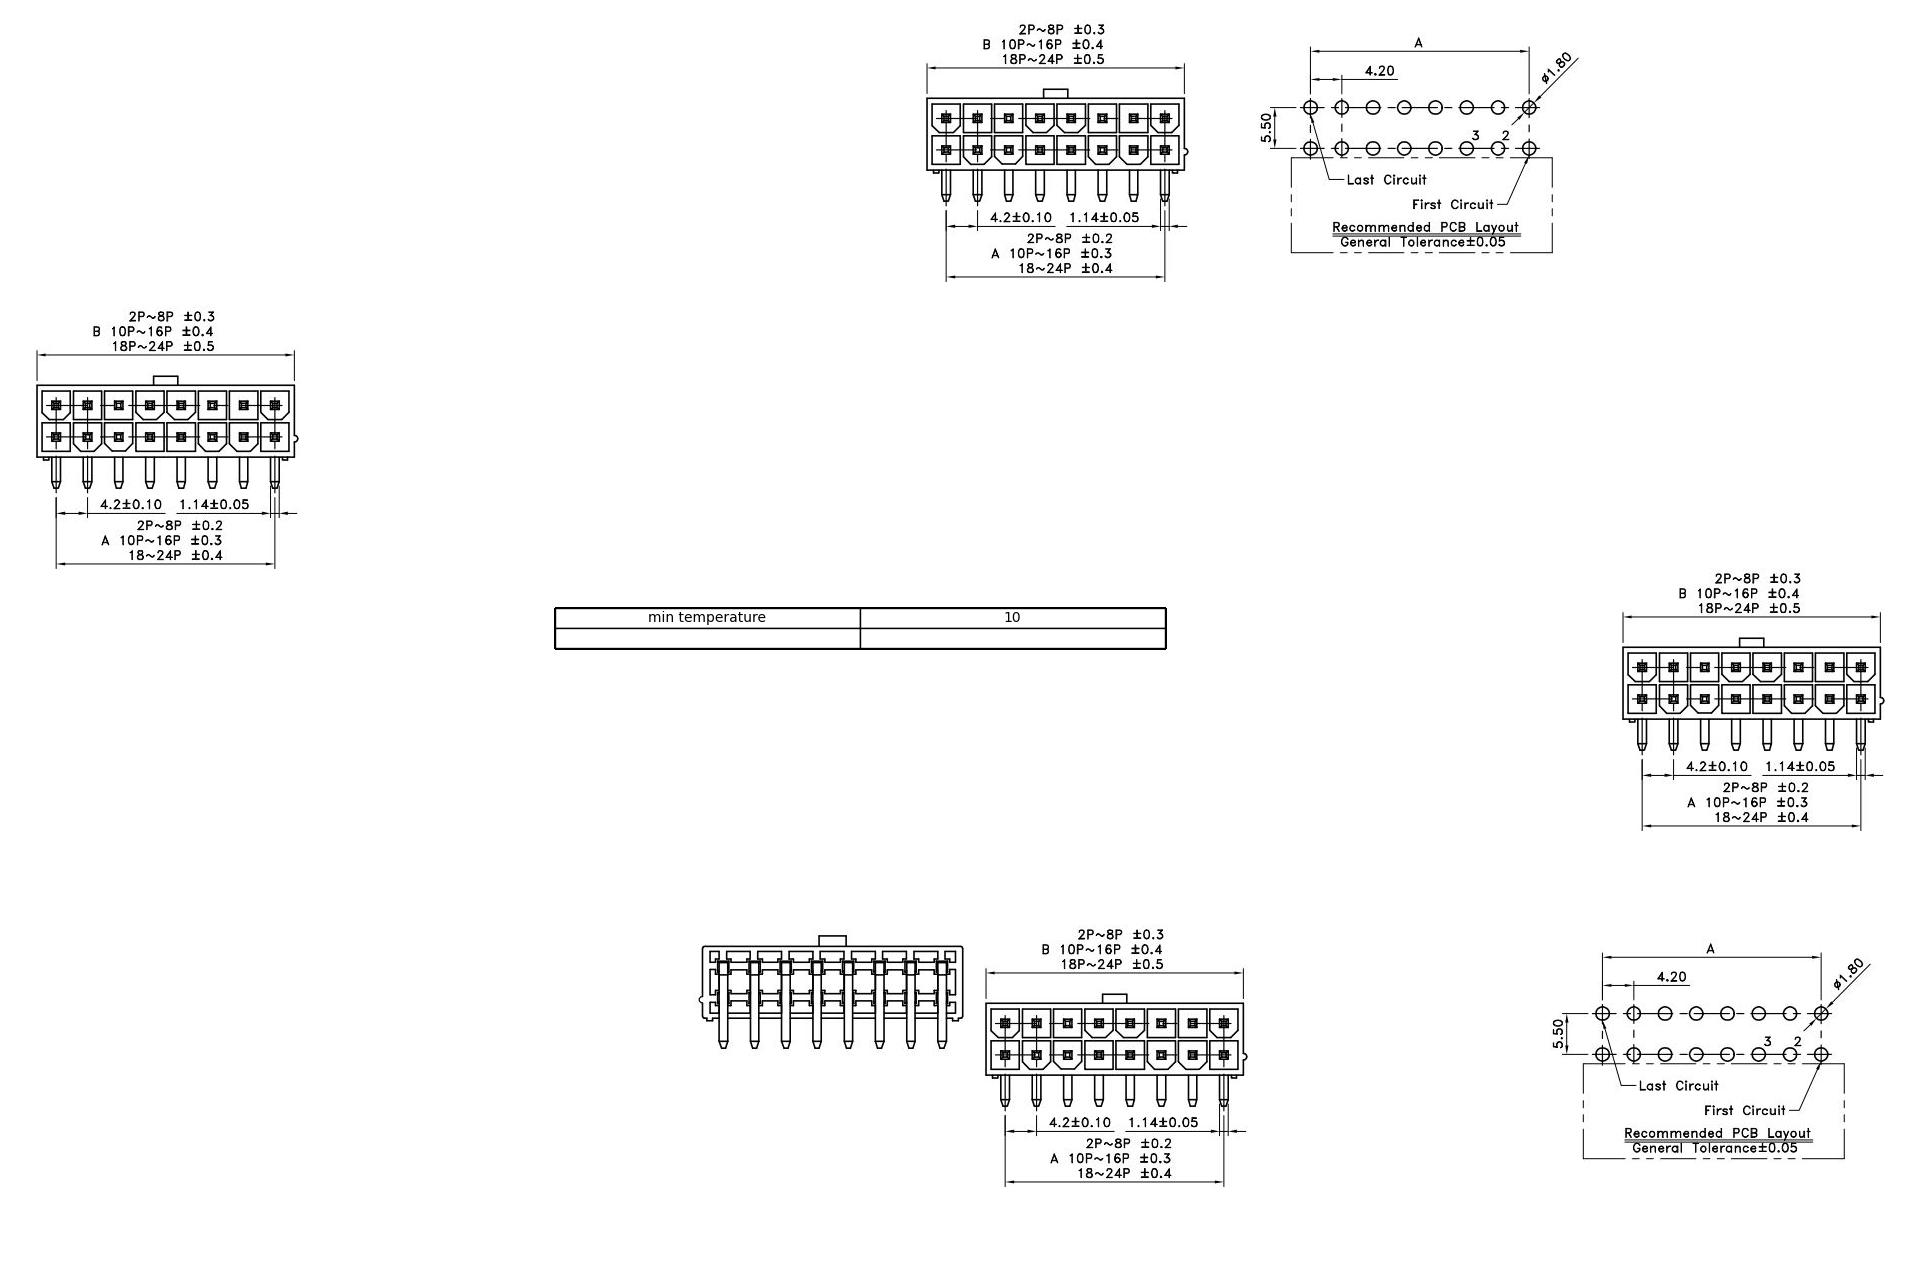 2P~8P ±0.3
B 10P~16P ±0.4
18P~24P ±0.5
4.2±0.10 1.14±0.05
2P~8P ±0.2
A 10P~16P ±0.3
18~24P ±0.4
A
4.20
ø1.80
5.50
3 2
Last Circuit
First Circuit
Recommended PCB Layout
General Tolerance±0.05
2P~8P ±0.3
B 10P~16P ±0.4
18P~24P ±0.5
4.2±0.10 1.14±0.05
2P~8P ±0.2
A 10P~16P ±0.3
18~24P ±0.4
min temperature 10
2P~8P ±0.3
B 10P~16P ±0.4
18P~24P ±0.5
4.2±0.10 1.14±0.05
2P~8P ±0.2
A 10P~16P ±0.3
18~24P ±0.4
2P~8P ±0.3
B 10P~16P ±0.4
18P~24P ±0.5
4.2±0.10 1.14±0.05
2P~8P ±0.2
A 10P~16P ±0.3
18~24P ±0.4
A
4.20
ø1.80
5.50
3 2
Last Circuit
First Circuit
Recommended PCB Layout
General Tolerance±0.05